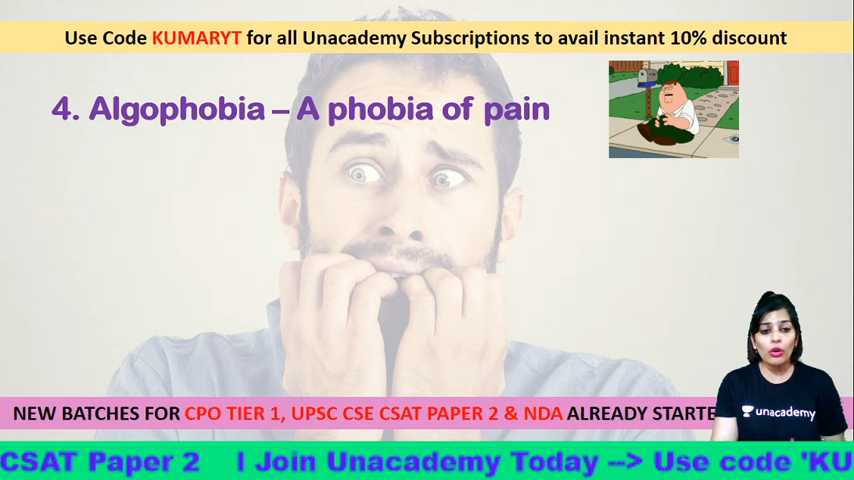 Use Code KUMARYT for all Unacademy Subscriptions to avail instant 10% discount
4. Algophobia – A phobia of pain
unacademy
NEW BATCHES FOR CPO TIER 1, UPSC CSE CSAT PAPER 2 & NDA ALREADY STARTE
CSAT Paper 2 I Join Unacademy Today --> Use code 'KU